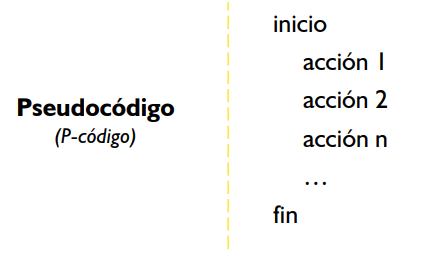 Pseudocódigo
(P-código)
inicio
acción 1
acción 2
acción n
...
fin